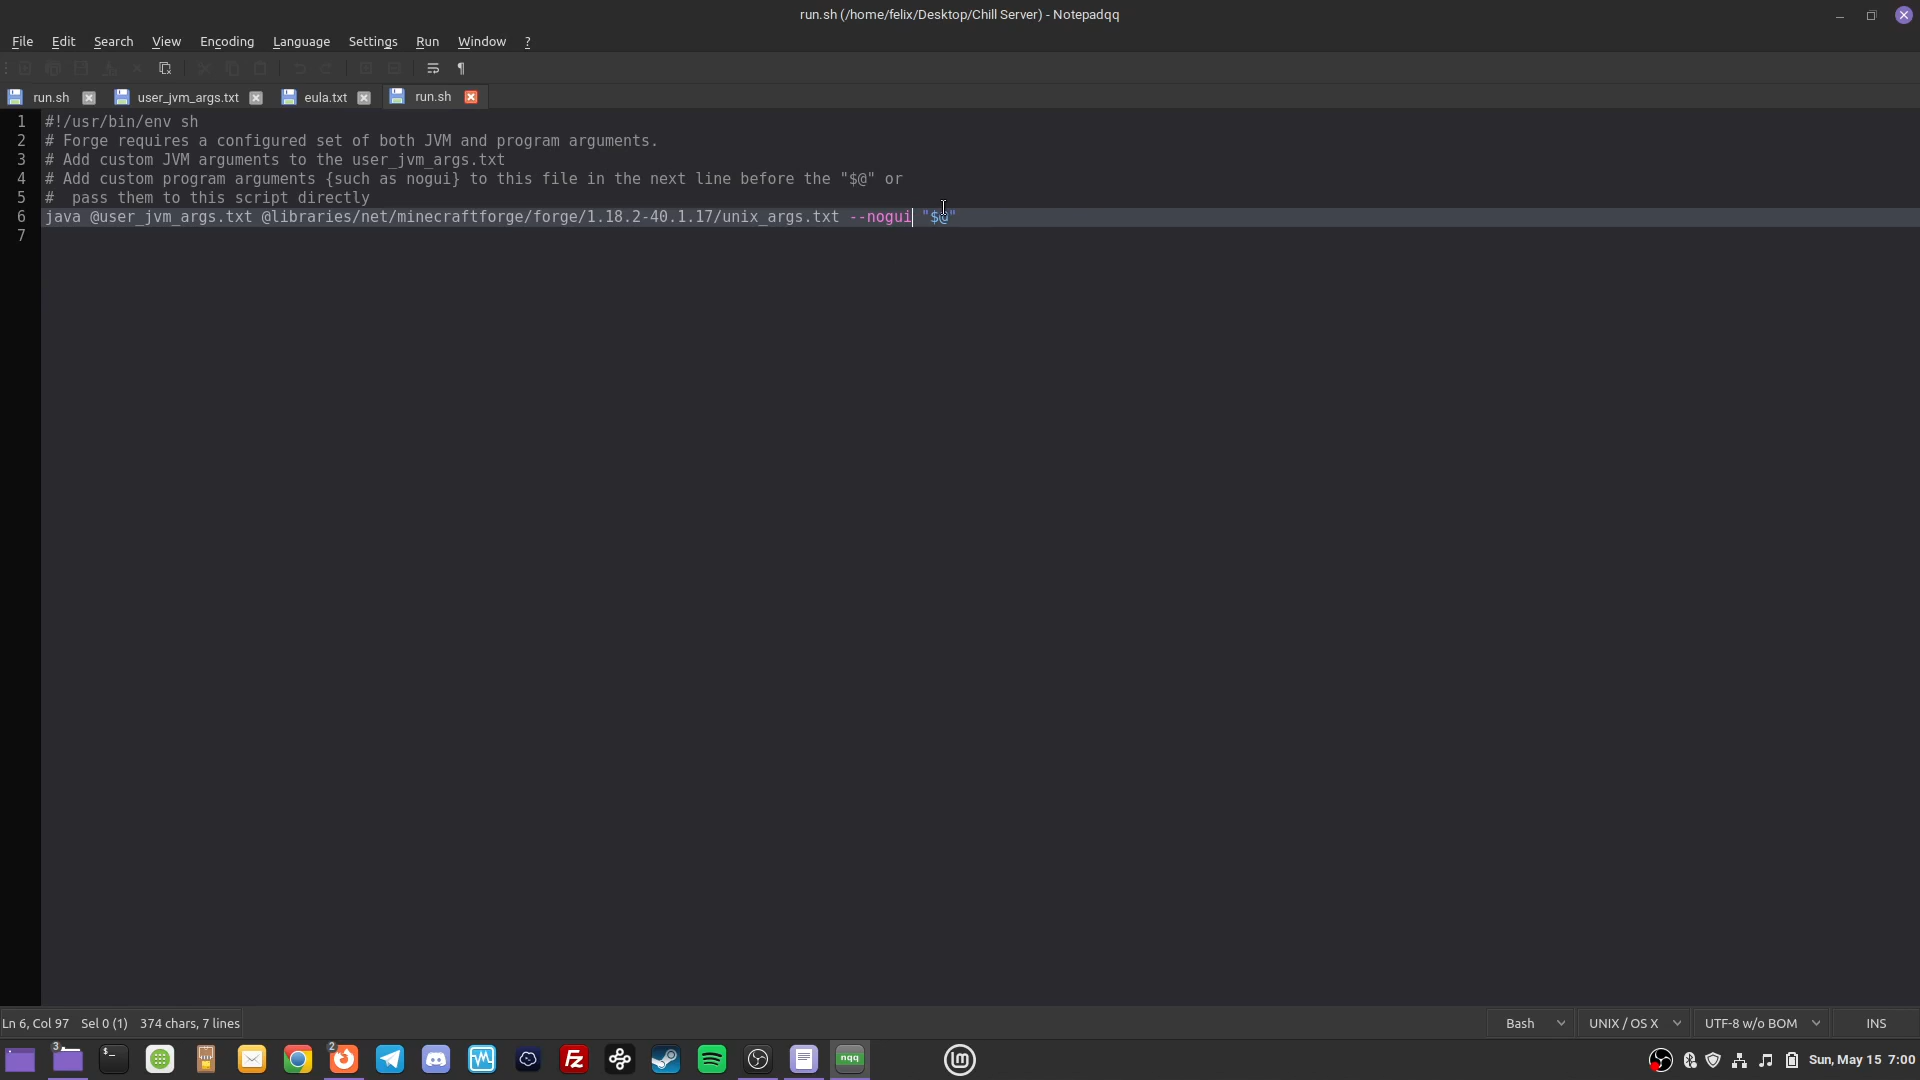 run.sh (/home/felix/Desktop/Chill Server) - Notepadqq
File Edit Search View Encoding Language Settings Run Window ?
run.sh user_jvm_args.txt eula.txt run.sh
1 #!/usr/bin/env sh
2 # Forge requires a configured set of both JVM and program arguments.
3 # Add custom JVM arguments to the user_jvm_args.txt
4 # Add custom program arguments {such as nogui} to this file in the next line before the "$@" or
5 #  pass them to this script directly
6 java @user_jvm_args.txt @libraries/net/minecraftforge/forge/1.18.2-40.1.17/unix_args.txt --nogui "$@"
7
Ln 6, Col 97 Sel 0 (1) 374 chars, 7 lines Bash UNIX / OS X UTF-8 w/o BOM INS
3 2 nqq Sun, May 15 7:00